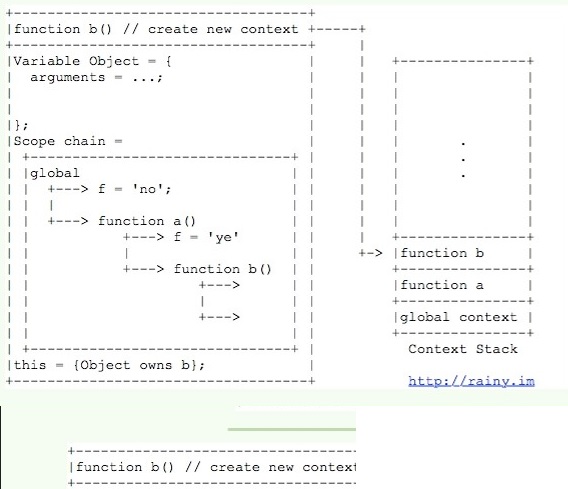 function b() // create new context
Variable Object = {
arguments = ...;
};
Scope chain =
global
+---> f = 'no';
+---> function a()
+---> f = 'ye'
+---> function b()
+--->
+--->
this = {Object owns b};
.
.
.
+-> |function b
function a
global context
Context Stack
http://rainy.im
function b() // create new context